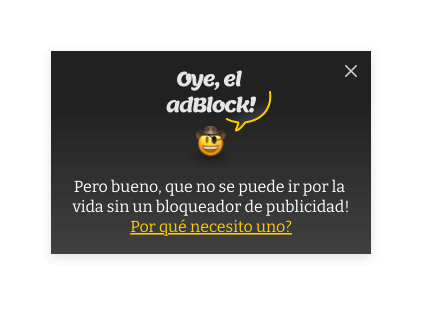 Oye, el
adBlock!
Pero bueno, que no se puede ir por la
vida sin un bloqueador de publicidad!
Por qué necesito uno?